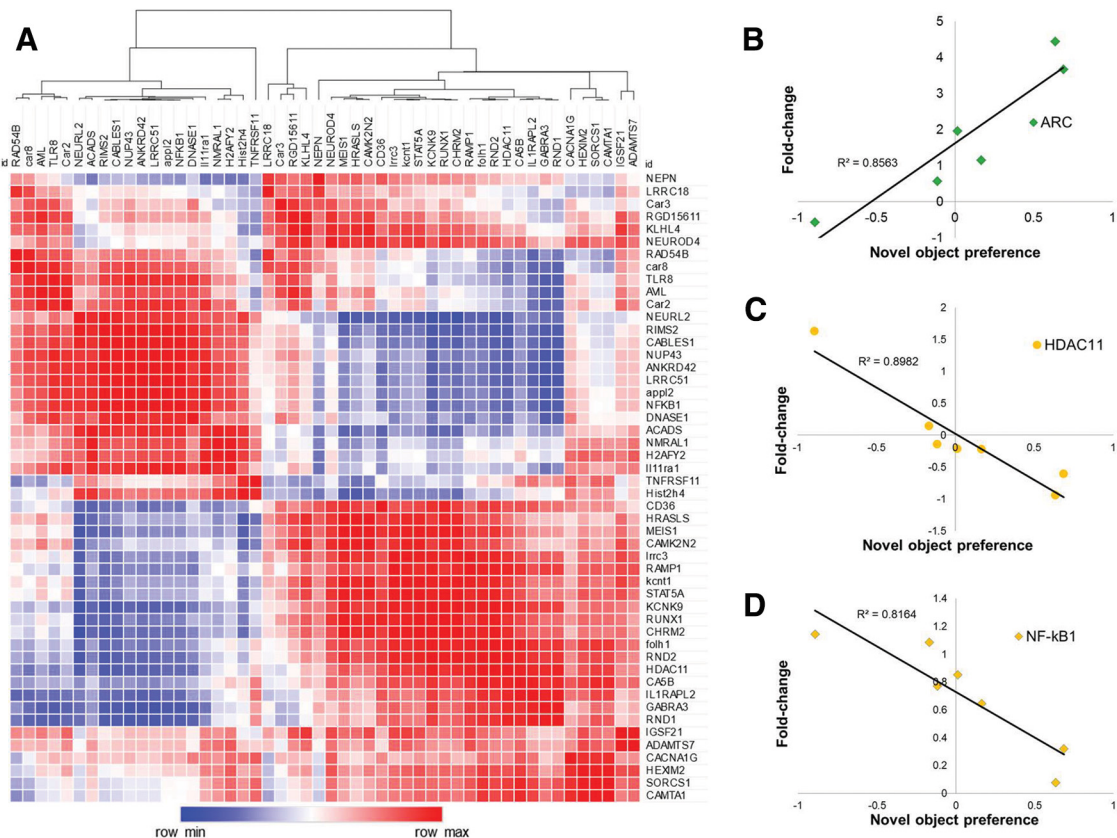 A
RAD54B car8 AML TLR8 Car2 NEURL2 ACADS RIMS2 CABLES1 NUP43 ANKRD42 LRRC51 appl2 NFKB1 DNASE1 Il11ra1 NMRAL1 H2AFY2 Hist2h4 TNFRSF11 LRRC18 Car3 RGD15611 KLHL4 NEPN NEUROD4 MEIS1 HRASLS CAMK2N2 CD36 lrrc3 kcnt1 STAT5A KCNK9 RUNX1 CHRM2 RAMP1 folh1 RND2 HDAC11 CA5B IL1RAPL2 GABRA3 RND1 CACNA1G HEXIM2 SORCS1 CAMTA1 IGSF21 ADAMTS7
id
NEPN
LRRC18
Car3
RGD15611
KLHL4
NEUROD4
RAD54B
car8
TLR8
AML
Car2
NEURL2
RIMS2
CABLES1
NUP43
ANKRD42
LRRC51
appl2
NFKB1
DNASE1
ACADS
NMRAL1
H2AFY2
Il11ra1
TNFRSF11
Hist2h4
CD36
HRASLS
MEIS1
CAMK2N2
lrrc3
RAMP1
kcnt1
STAT5A
KCNK9
RUNX1
CHRM2
folh1
RND2
HDAC11
CA5B
IL1RAPL2
GABRA3
RND1
IGSF21
ADAMTS7
CACNA1G
HEXIM2
SORCS1
CAMTA1
row min row max
B
Fold-change
5
4
3
2
1
0
-1
-1 -0.5 0 0.5 1
R² = 0.8563
ARC
Novel object preference
C
Fold-change
2
1.5
1
0.5
0
-0.5
-1
-1.5
-1 -0.5 0 0.5 1
R² = 0.8982
HDAC11
Novel object preference
D
Fold-change
1.4
1.2
1
0.8
0.6
0.4
0.2
0
-1 -0.5 0 0.5 1
R² = 0.8164
NF-kB1
Novel object preference